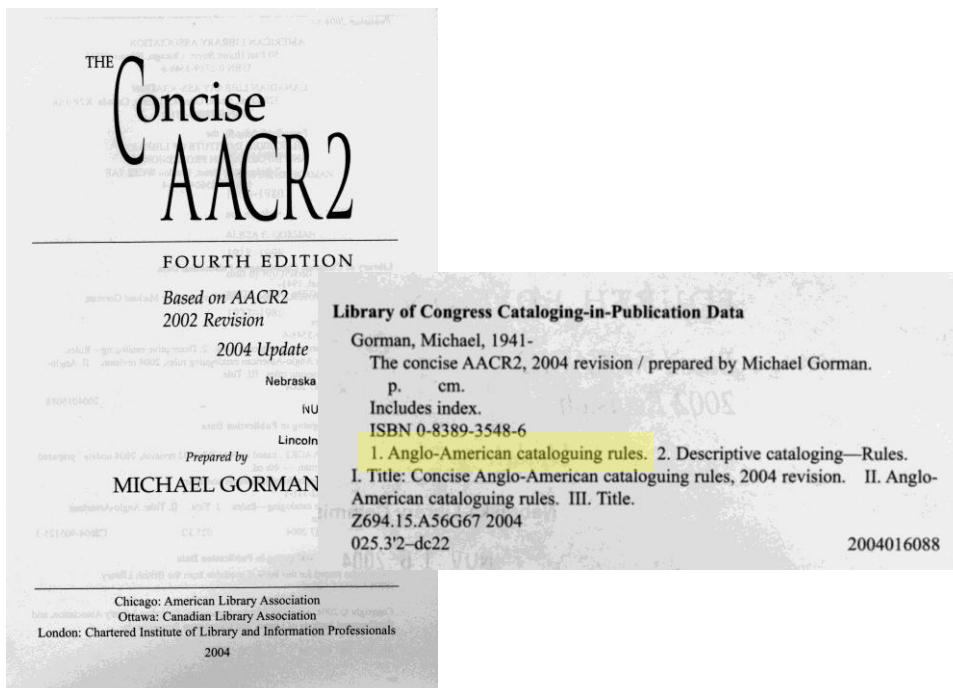 THE
Concise
AACR2
FOURTH EDITION
Based on AACR2
2002 Revision
2004 Update
Nebraska
NU
Lincoln
Prepared by
MICHAEL GORMAN
Chicago: American Library Association
Ottawa: Canadian Library Association
London: Chartered Institute of Library and Information Professionals
2004
Library of Congress Cataloging-in-Publication Data
Gorman, Michael, 1941-
The concise AACR2, 2004 revision / prepared by Michael Gorman.
p. cm.
Includes index.
ISBN 0-8389-3548-6
1. Anglo-American cataloguing rules. 2. Descriptive cataloging—Rules.
I. Title: Concise Anglo-American cataloguing rules, 2004 revision. II. Anglo-
American cataloguing rules. III. Title.
Z694.15.A56G67 2004
025.3'2–dc22 2004016088